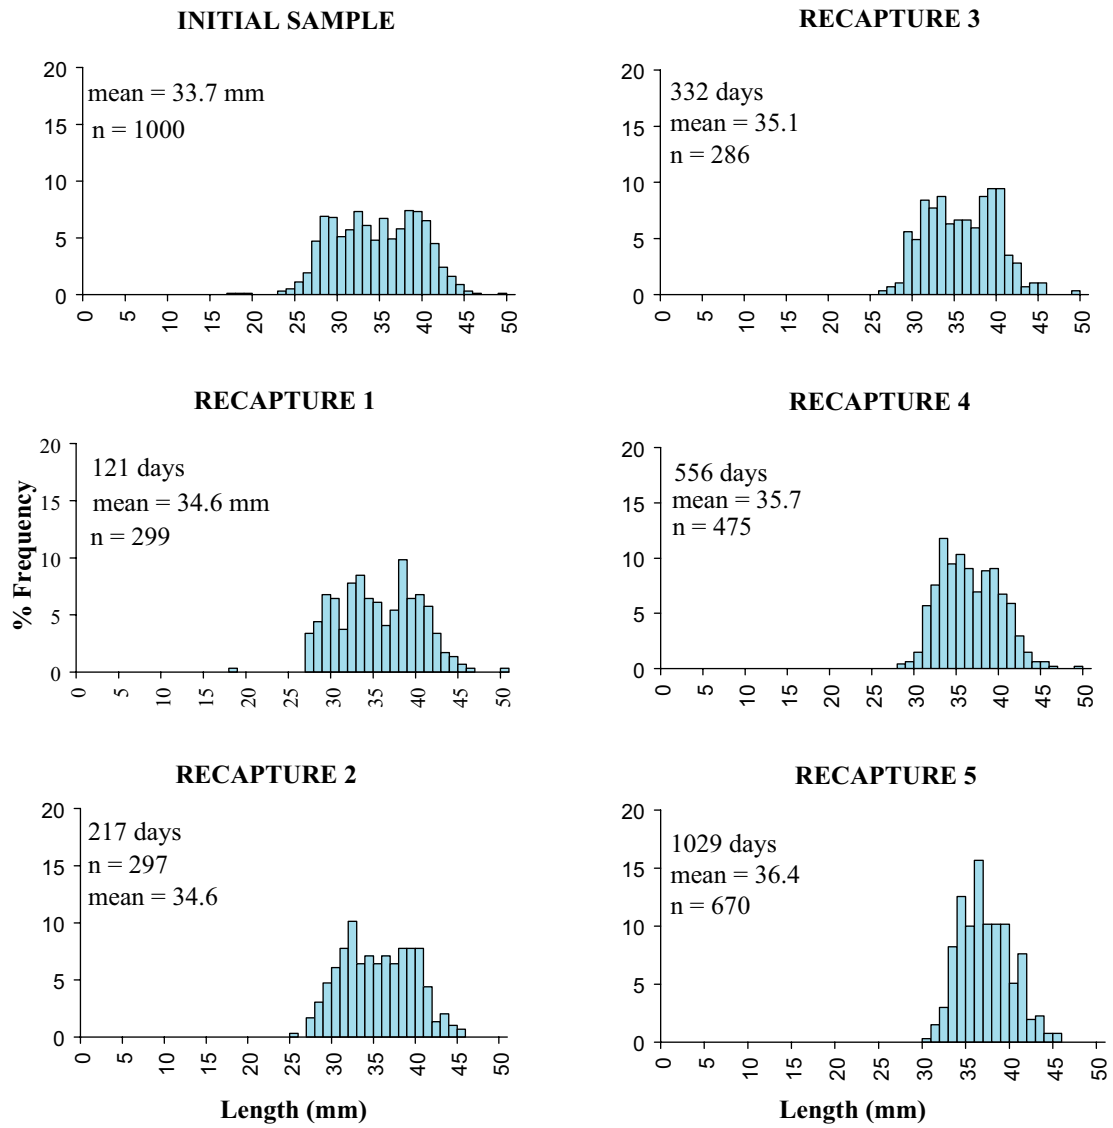 INITIAL SAMPLE
20
15
10
5
0
mean = 33.7 mm
n = 1000
0 5 10 15 20 25 30 35 40 45 50
RECAPTURE 3
20
15
10
5
0
332 days
mean = 35.1
n = 286
0 5 10 15 20 25 30 35 40 45 50
RECAPTURE 1
% Frequency
20
15
10
5
0
121 days
mean = 34.6 mm
n = 299
0 5 10 15 20 25 30 35 40 45 50
RECAPTURE 4
20
15
10
5
0
556 days
mean = 35.7
n = 475
0 5 10 15 20 25 30 35 40 45 50
RECAPTURE 2
20
15
10
5
0
217 days
n = 297
mean = 34.6
0 5 10 15 20 25 30 35 40 45 50
Length (mm)
RECAPTURE 5
20
15
10
5
0
1029 days
mean = 36.4
n = 670
0 5 10 15 20 25 30 35 40 45 50
Length (mm)